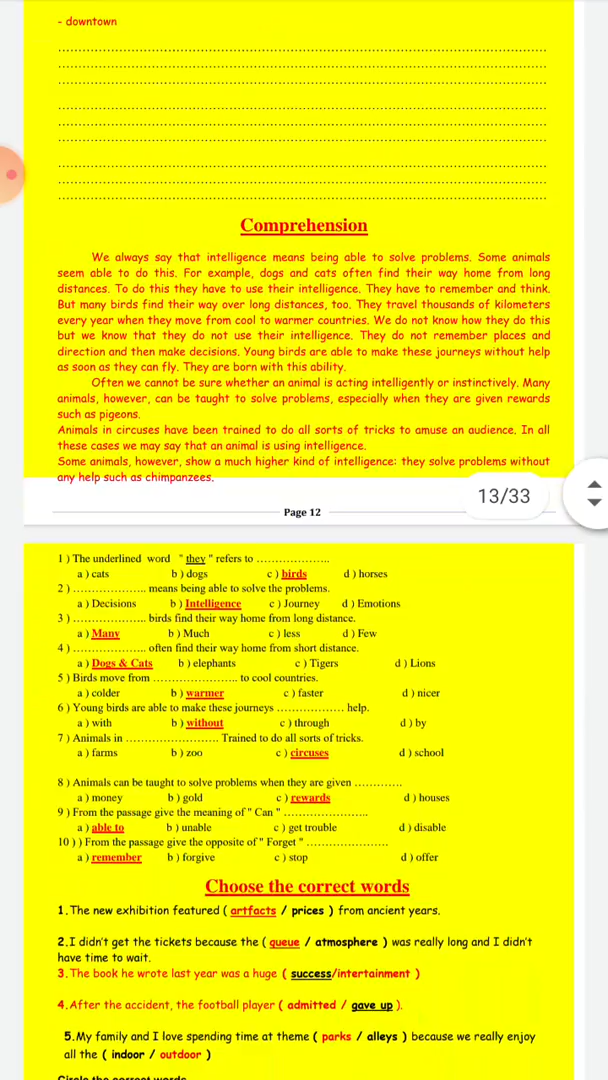 - downtown
Comprehension
We always say that intelligence means being able to solve problems. Some animals
seem able to do this. For example, dogs and cats often find their way home from long
distances. To do this they have to use their intelligence. They have to remember and think.
But many birds find their way over long distances, too. They travel thousands of kilometers
every year when they move from cool to warmer countries. We do not know how they do this
but we know that they do not use their intelligence. They do not remember places and
direction and then make decisions. Young birds are able to make these journeys without help
as soon as they can fly. They are born with this ability.
Often we cannot be sure whether an animal is acting intelligently or instinctively. Many
animals, however, can be taught to solve problems, especially when they are given rewards
such as pigeons.
Animals in circuses have been trained to do all sorts of tricks to amuse an audience. In all
these cases we may say that an animal is using intelligence.
Some animals, however, show a much higher kind of intelligence: they solve problems without
any help such as chimpanzees.
13/33
Page 12
1 ) The underlined word " they " refers to ………………..
a ) cats b ) dogs c ) birds d ) horses
2 ) ……………….. means being able to solve the problems.
a ) Decisions b ) Intelligence c ) Journey d ) Emotions
3 ) ……………….. birds find their way home from long distance.
a ) Many b ) Much c ) less d ) Few
4 ) ……………….. often find their way home from short distance.
a ) Dogs & Cats b ) elephants c ) Tigers d ) Lions
5 ) Birds move from ………………….. to cool countries.
a ) colder b ) warmer c ) faster d ) nicer
6 ) Young birds are able to make these journeys ……………… help.
a ) with b ) without c ) through d ) by
7 ) Animals in …………………… Trained to do all sorts of tricks.
a ) farms b ) zoo c ) circuses d ) school
8 ) Animals can be taught to solve problems when they are given ………….
a ) money b ) gold c ) rewards d ) houses
9 ) From the passage give the meaning of " Can " …………………..
a ) able to b ) unable c ) get trouble d ) disable
10 ) ) From the passage give the opposite of " Forget " …………………
a ) remember b ) forgive c ) stop d ) offer
Choose the correct words
1.The new exhibition featured ( artfacts / prices ) from ancient years.
2.I didn't get the tickets because the ( queue / atmosphere ) was really long and I didn't
have time to wait.
3.The book he wrote last year was a huge ( success/intertainment )
4.After the accident, the football player ( admitted / gave up ).
5.My family and I love spending time at theme ( parks / alleys ) because we really enjoy
all the ( indoor / outdoor )
Circle the correct words